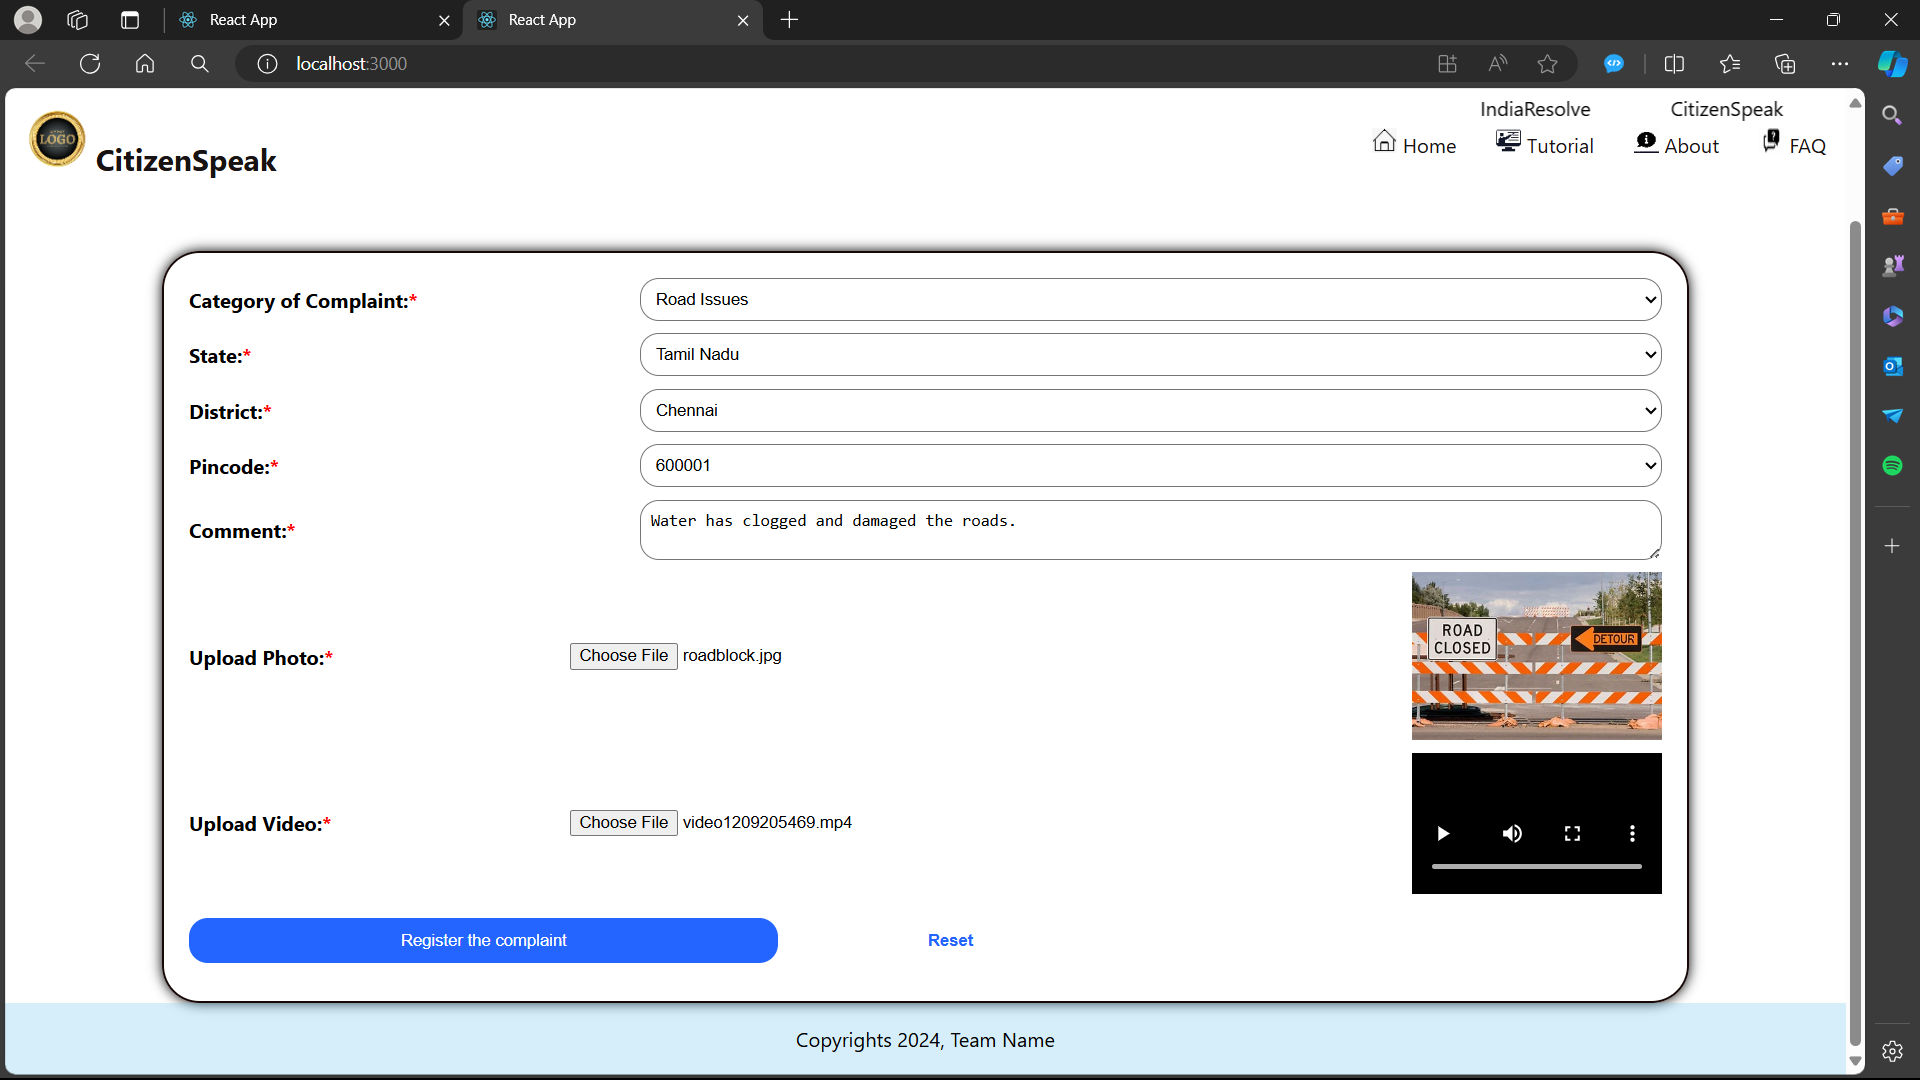 React App
React App
localhost:3000
LOGO
CitizenSpeak
IndiaResolve CitizenSpeak
Home Tutorial About FAQ
Category of Complaint:* Road Issues
State:* Tamil Nadu
District:* Chennai
Pincode:* 600001
Comment:* Water has clogged and damaged the roads.
Upload Photo:* Choose File roadblock.jpg
ROAD
CLOSED
DETOUR
Upload Video:* Choose File video1209205469.mp4
Register the complaint Reset
Copyrights 2024, Team Name